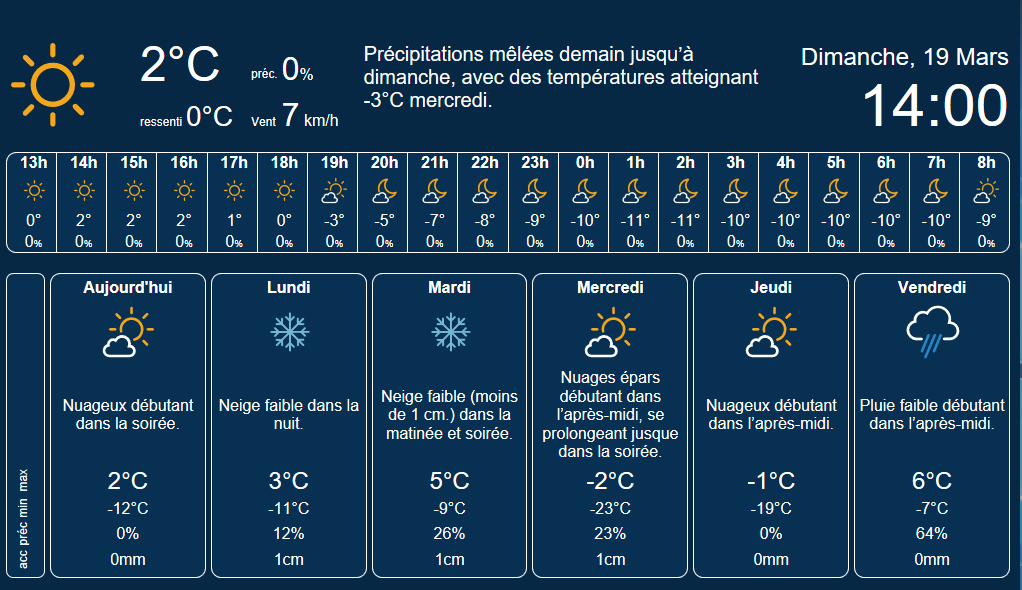 2°C
préc. 0%
ressenti 0°C
Vent 7 km/h
Précipitations mêlées demain jusqu'à
dimanche, avec des températures atteignant
-3°C mercredi.
Dimanche, 19 Mars
14:00
13h 14h 15h 16h 17h 18h 19h 20h 21h 22h 23h 0h 1h 2h 3h 4h 5h 6h 7h 8h
0° 2° 2° 2° 1° 0° -3° -5° -7° -8° -9° -10° -11° -11° -10° -10° -10° -10° -10° -9°
0% 0% 0% 0% 0% 0% 0% 0% 0% 0% 0% 0% 0% 0% 0% 0% 0% 0% 0% 0%
acc préc min max
Aujourd'hui
Nuageux débutant
dans la soirée.
2°C
-12°C
0%
0mm
Lundi
Neige faible dans la
nuit.
3°C
-11°C
12%
1cm
Mardi
Neige faible (moins
de 1 cm.) dans la
matinée et soirée.
5°C
-9°C
26%
1cm
Mercredi
Nuages épars
débutant dans
l'après-midi, se
prolongeant jusque
dans la soirée.
-2°C
-23°C
23%
1cm
Jeudi
Nuageux débutant
dans l'après-midi.
-1°C
-19°C
0%
0mm
Vendredi
Pluie faible débutant
dans l'après-midi.
6°C
-7°C
64%
0mm